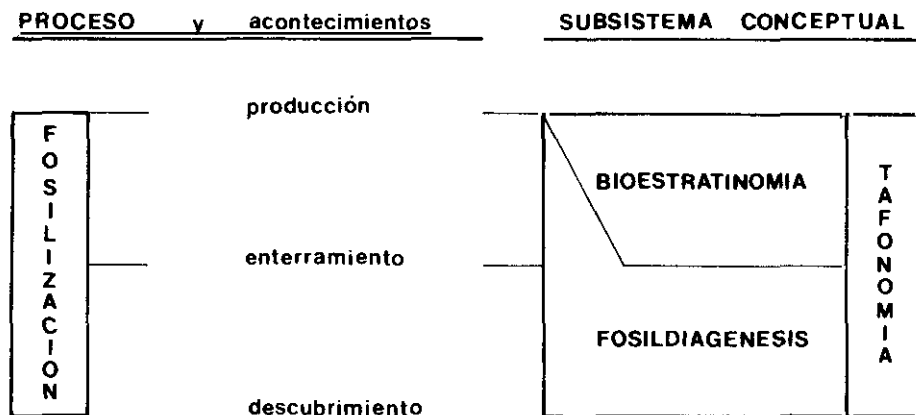 PROCESO y acontecimientos
SUBSISTEMA CONCEPTUAL
producción
FOSILIZACION
BIOESTRATINOMIA
TAFONOMIA
enterramiento
FOSILDIAGENESIS
descubrimiento